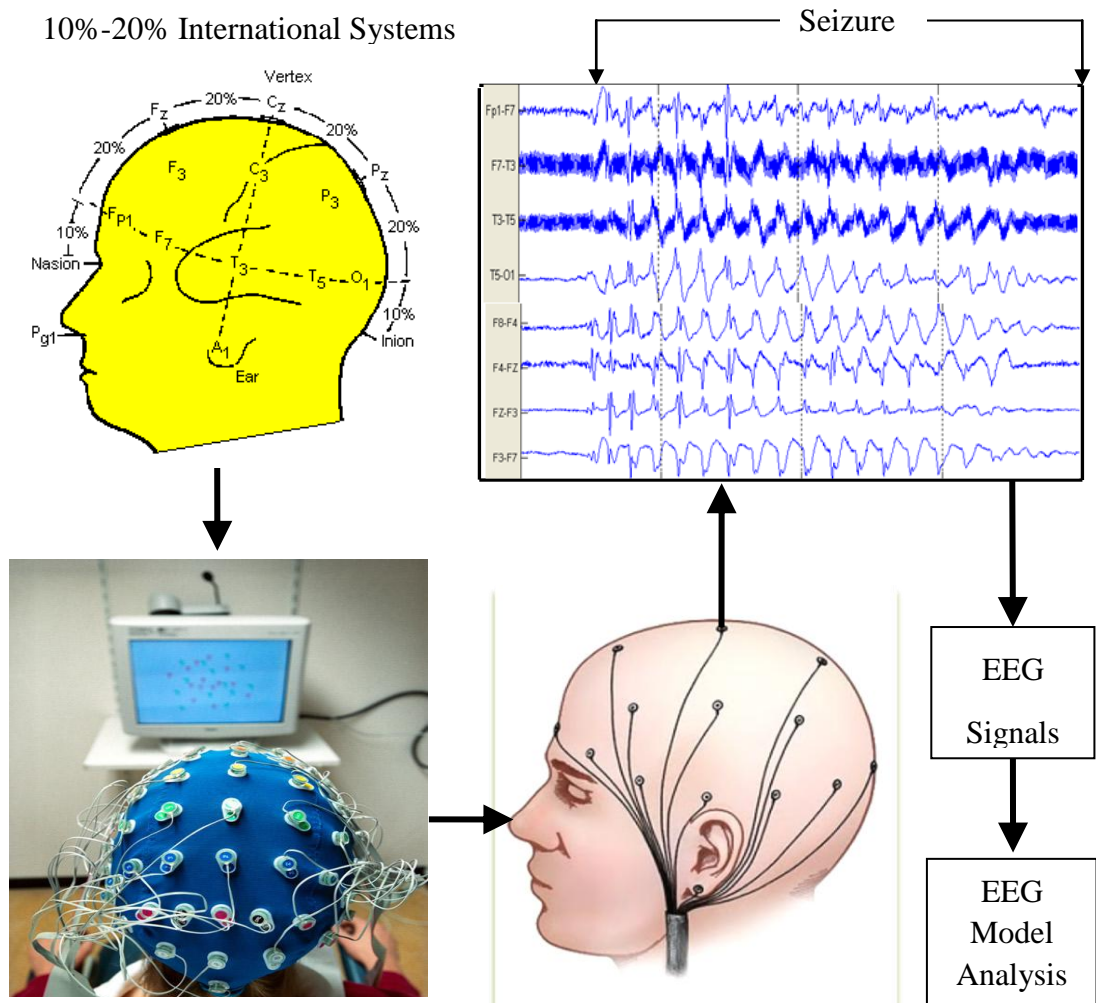 10%-20% International Systems
Seizure
Vertex
Fz
20%
Cz
20%
20%
C3
F3
Pz
P3
Fp1
20%
10%
F7
Nasion
T3
T5
O1
10%
Pg1
Inion
A1
Ear
Fp1-F7
F7-T3
T3-T5
T5-O1
F8-F4
F4-FZ
FZ-F3
F3-F7
EEG
Signals
EEG
Model
Analysis